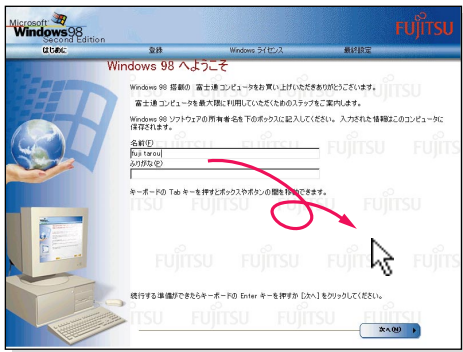 Microsoft
Windows98
Second Edition
FUJITSU
はじめに 登録 Windows ライセンス 最終設定
Windows 98 へようこそ
Windows 98 搭載の 富士通 コンピュータをお買い上げいただきありがとうございます。
富士通 コンピュータを最大限に利用していただくためのステップをご案内します。
Windows 98 ソフトウェアの所有者名を下のボックスに記入してください。 入力された情報はこのコンピュータに
保存されます。
名前(F)
fuji tarou
ふりがな(P)
キーボードの Tab キーを押すとボックスやボタンの間を移動できます。
続行する準備ができたらキーボードの Enter キーを押すか [次へ] をクリックしてください。
次へ(N)